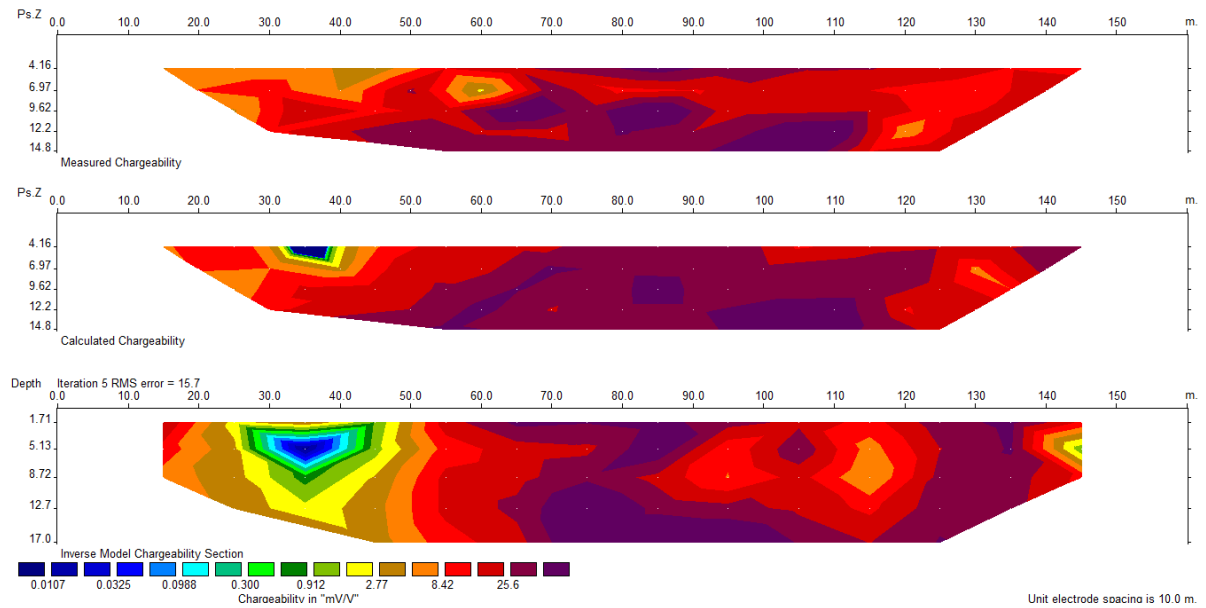 Ps.Z 0.0 10.0 20.0 30.0 40.0 50.0 60.0 70.0 80.0 90.0 100 110 120 130 140 150 m.
4.16
6.97
9.62
12.2
14.8
Measured Chargeability
Ps.Z 0.0 10.0 20.0 30.0 40.0 50.0 60.0 70.0 80.0 90.0 100 110 120 130 140 150 m.
4.16
6.97
9.62
12.2
14.8
Calculated Chargeability
Depth Iteration 5 RMS error = 15.7
0.0 10.0 20.0 30.0 40.0 50.0 60.0 70.0 80.0 90.0 100 110 120 130 140 150 m.
1.71
5.13
8.72
12.7
17.0
Inverse Model Chargeability Section
0.0107 0.0325 0.0988 0.300 0.912 2.77 8.42 25.6
Chargeability in "mV/V" Unit electrode spacing is 10.0 m.